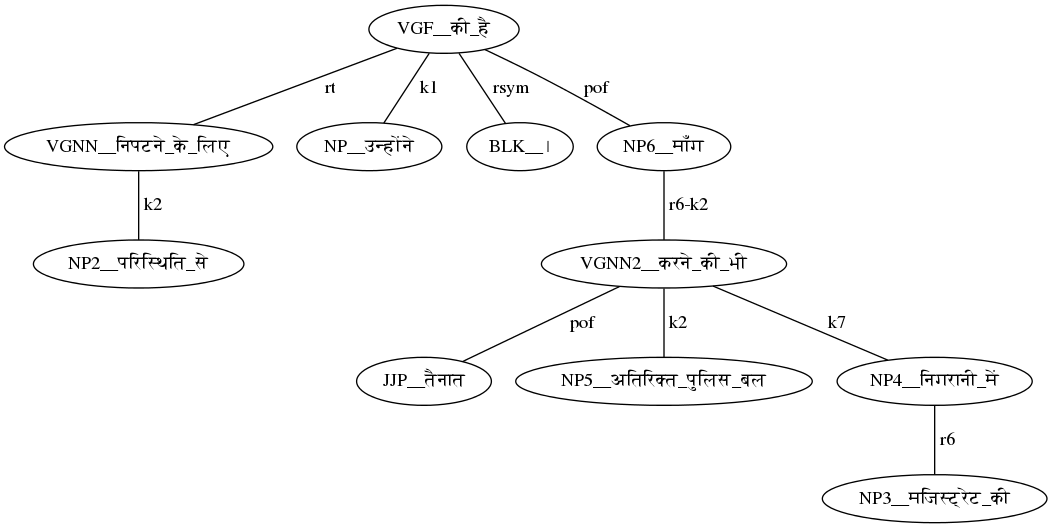 VGF__की_है
rt k1 rsym pof
VGNN__निपटने_के_लिए NP__उन्होंने BLK__। NP6__माँग
k2 r6-k2
NP2__परिस्थिति_से VGNN2__करने_की_भी
pof k2 k7
JJP__तैनात NP5__अतिरिक्त_पुलिस_बल NP4__निगरानी_में
r6
NP3__मजिस्ट्रेट_की